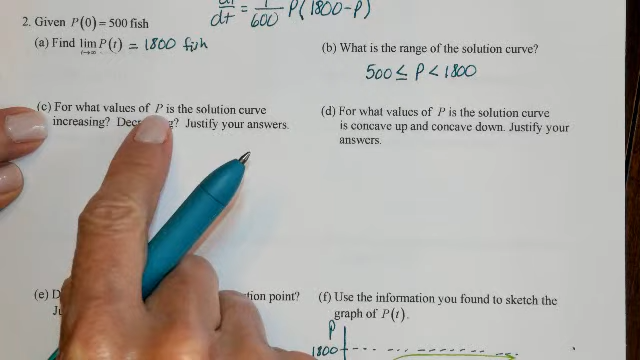 dt = 1/600 P(1800-P)
2. Given P(0) = 500 fish
(a) Find lim t→∞ P(t) = 1800 fish
(b) What is the range of the solution curve?
500 ≤ P < 1800
(c) For what values of P is the solution curve
increasing? Justify your answers.
(d) For what values of P is the solution curve
is concave up and concave down. Justify your
answers.
(e) point?
(f) Use the information you found to sketch the
graph of P(t).
P
1800